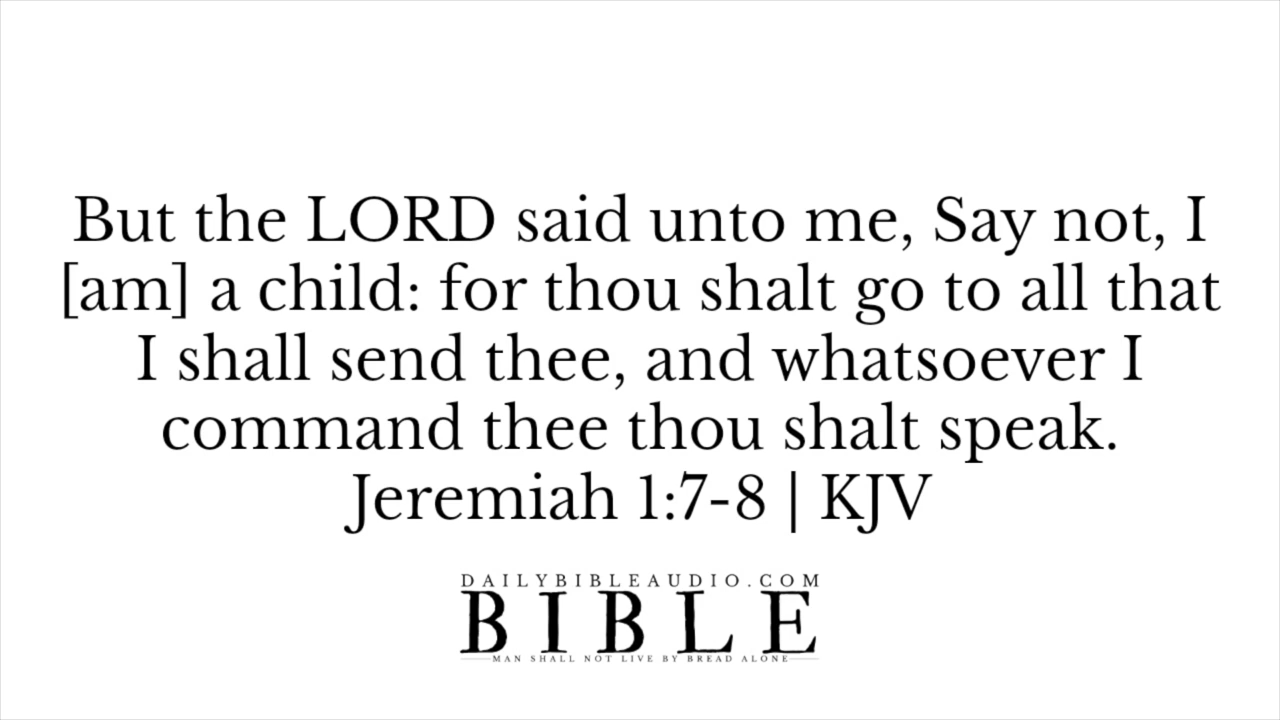 But the LORD said unto me, Say not, I
[am] a child: for thou shalt go to all that
I shall send thee, and whatsoever I
command thee thou shalt speak.
Jeremiah 1:7-8 | KJV
DAILYBIBLEAUDIO.COM
BIBLE
MAN SHALL NOT LIVE BY BREAD ALONE